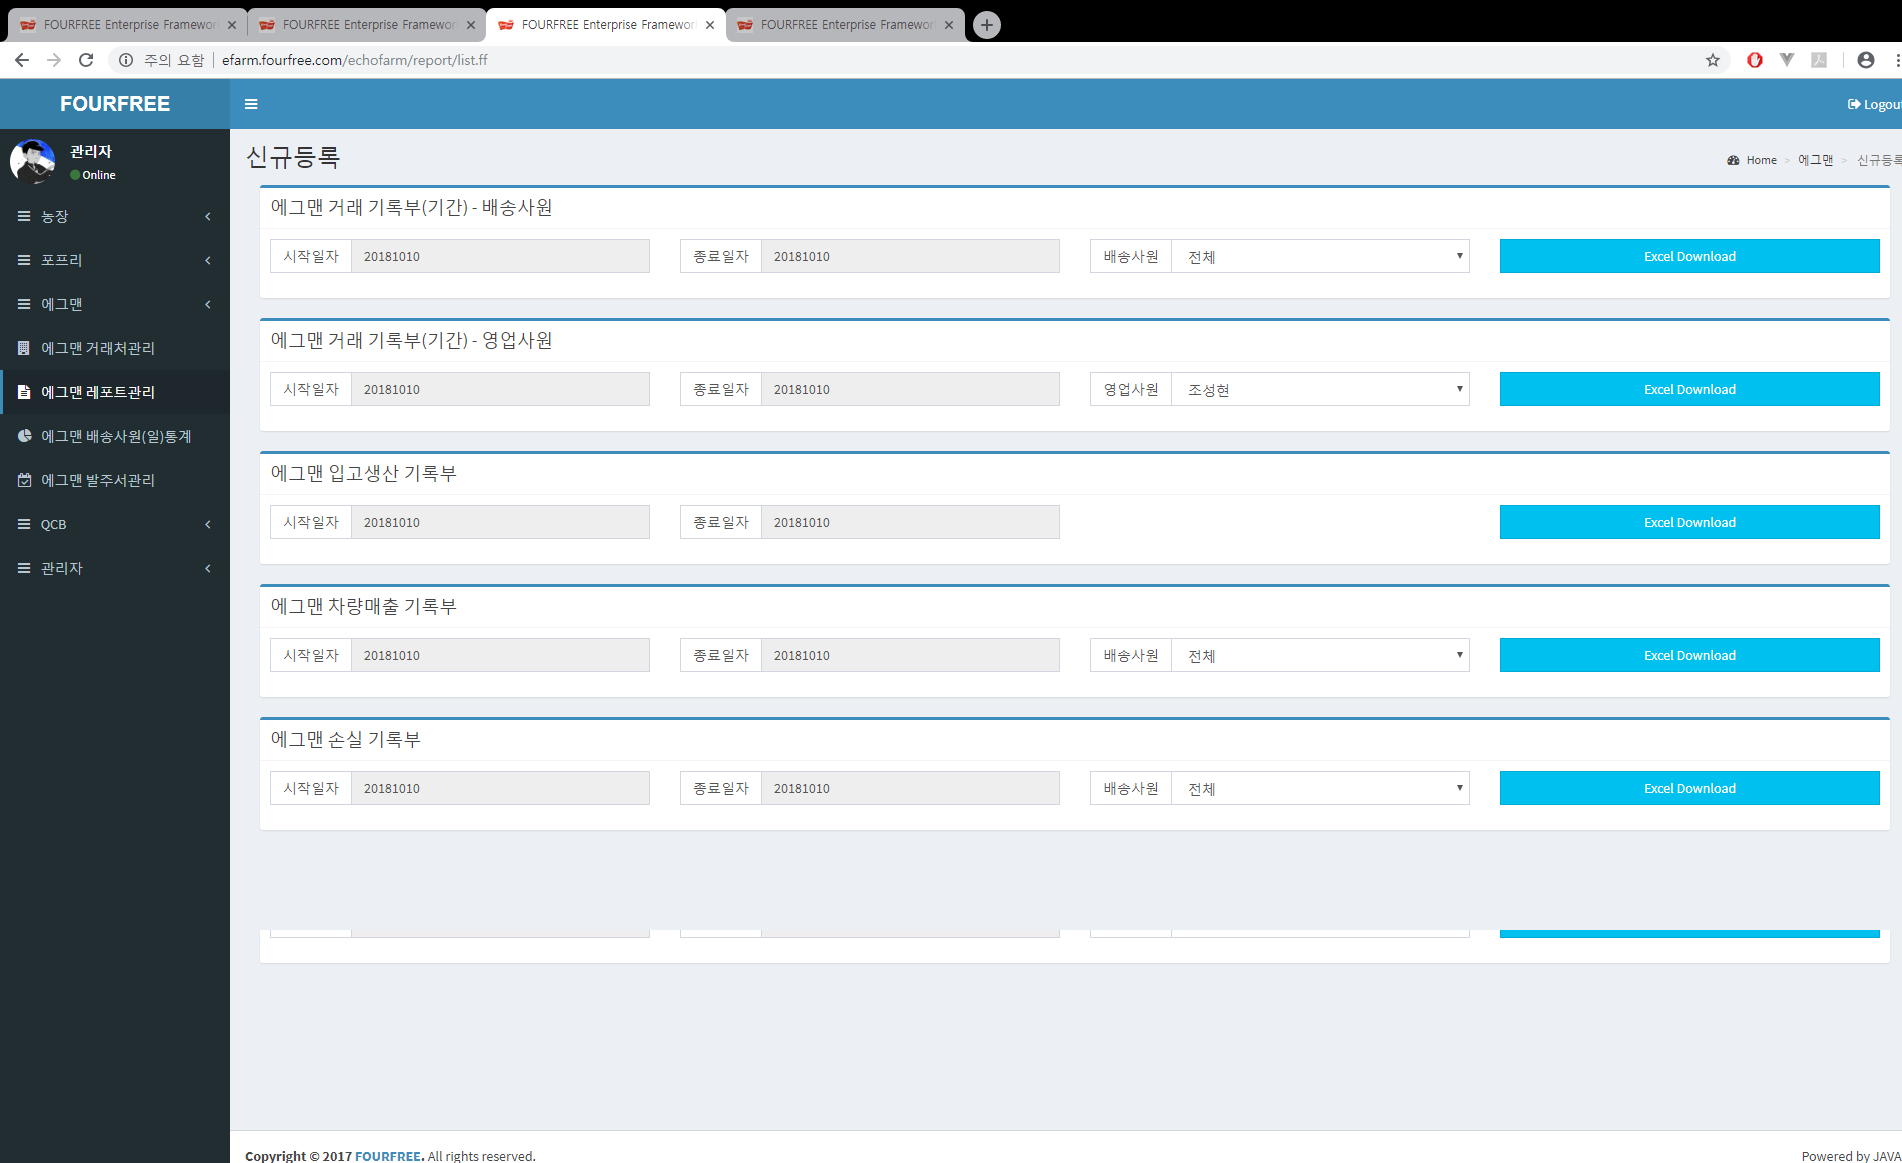 FOURFREE Enterprise Framewor
FOURFREE Enterprise Framewor
FOURFREE Enterprise Framewor
FOURFREE Enterprise Framewor
주의 요함 efarm.fourfree.com/echofarm/report/list.ff
FOURFREE
Logout
관리자
Online
농장
포프리
에그맨
에그맨 거래처관리
에그맨 레포트관리
에그맨 배송사원(일)통계
에그맨 발주서관리
QCB
관리자
신규등록
Home > 에그맨 > 신규등록
에그맨 거래 기록부(기간) - 배송사원
시작일자 20181010 종료일자 20181010 배송사원 전체 Excel Download
에그맨 거래 기록부(기간) - 영업사원
시작일자 20181010 종료일자 20181010 영업사원 조성현 Excel Download
에그맨 입고생산 기록부
시작일자 20181010 종료일자 20181010 Excel Download
에그맨 차량매출 기록부
시작일자 20181010 종료일자 20181010 배송사원 전체 Excel Download
에그맨 손실 기록부
시작일자 20181010 종료일자 20181010 배송사원 전체 Excel Download
Copyright © 2017 FOURFREE. All rights reserved.
Powered by JAVA